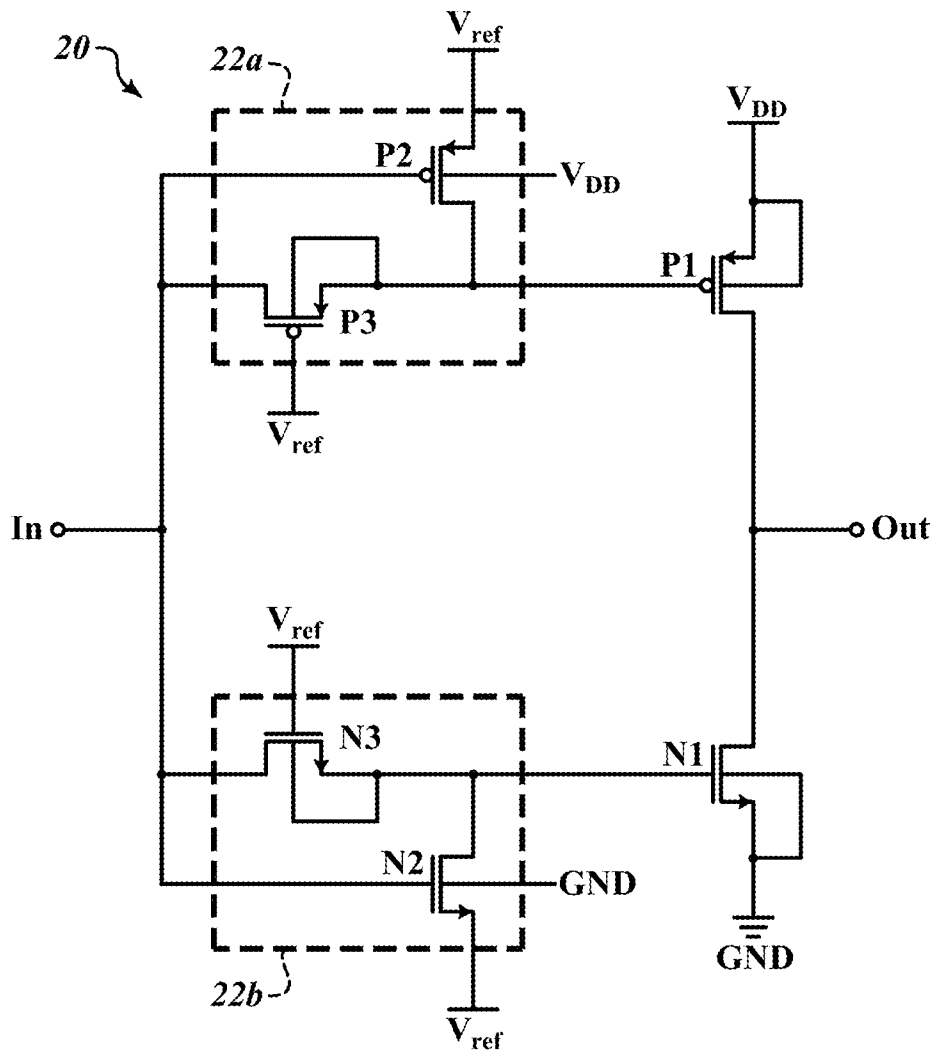 20
22a
Vref
VDD
P2
VDD
P1
P3
Vref
In
Out
Vref
N3
N1
N2
GND
GND
22b
Vref